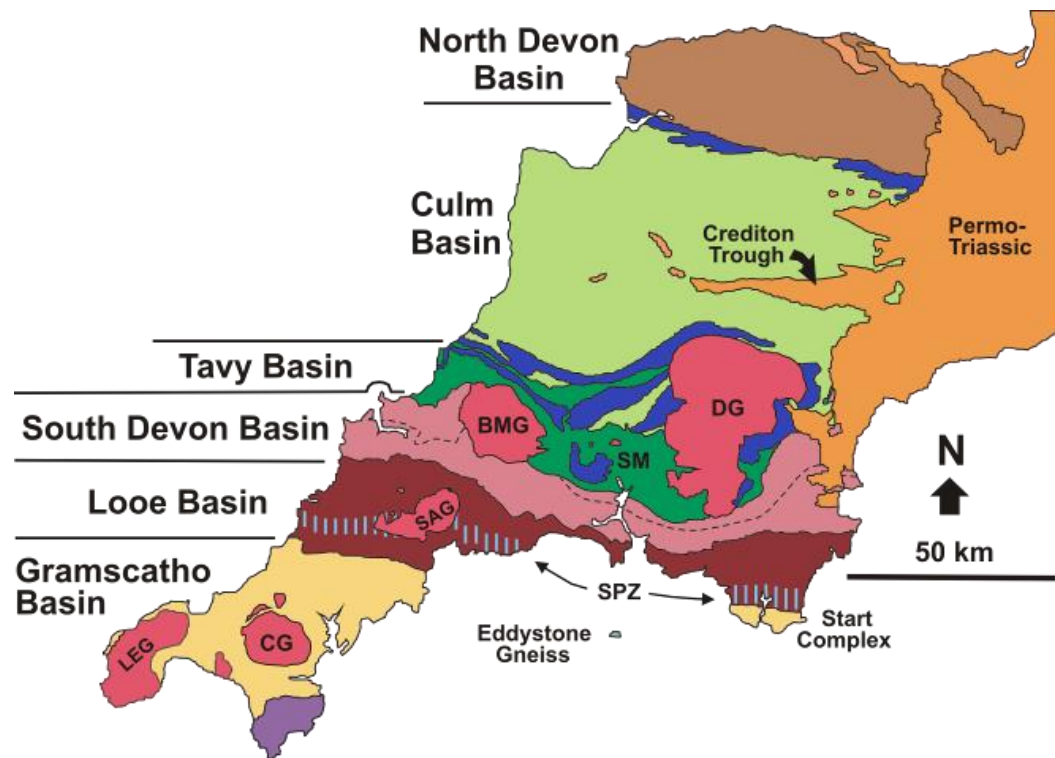 North Devon
Basin
Culm
Basin
Crediton
Trough
Permo-
Triassic
Tavy Basin
South Devon Basin
BMG
DG
SM
N
Looe Basin
SAG
50 km
Gramscatho
Basin
SPZ
Start
Complex
Eddystone
Gneiss
LEG
CG